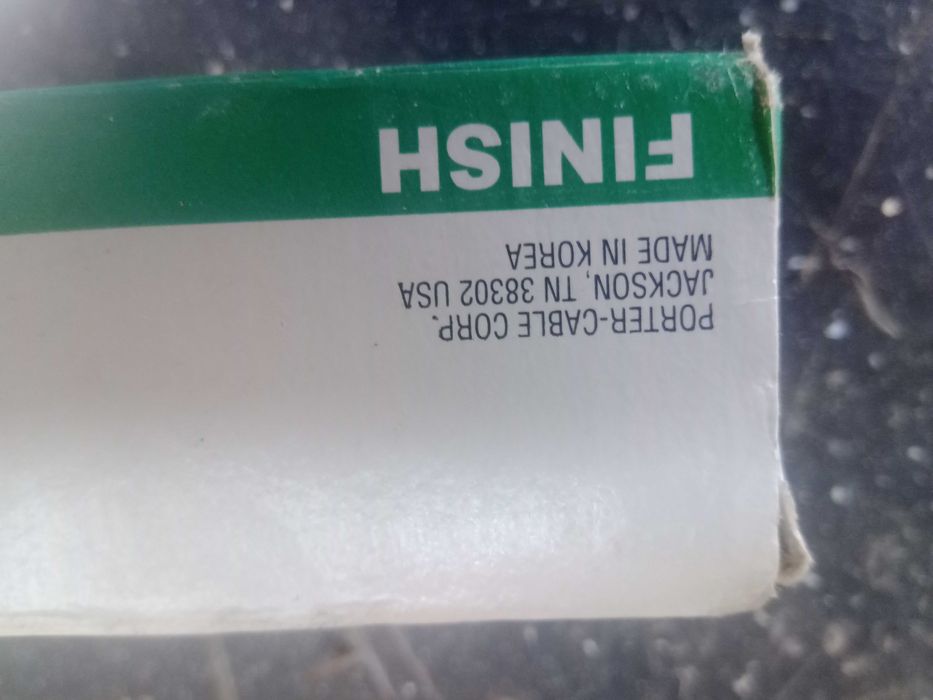 PORTER-CABLE CORP.
JACKSON, TN 38302 USA
MADE IN KOREA
FINISH